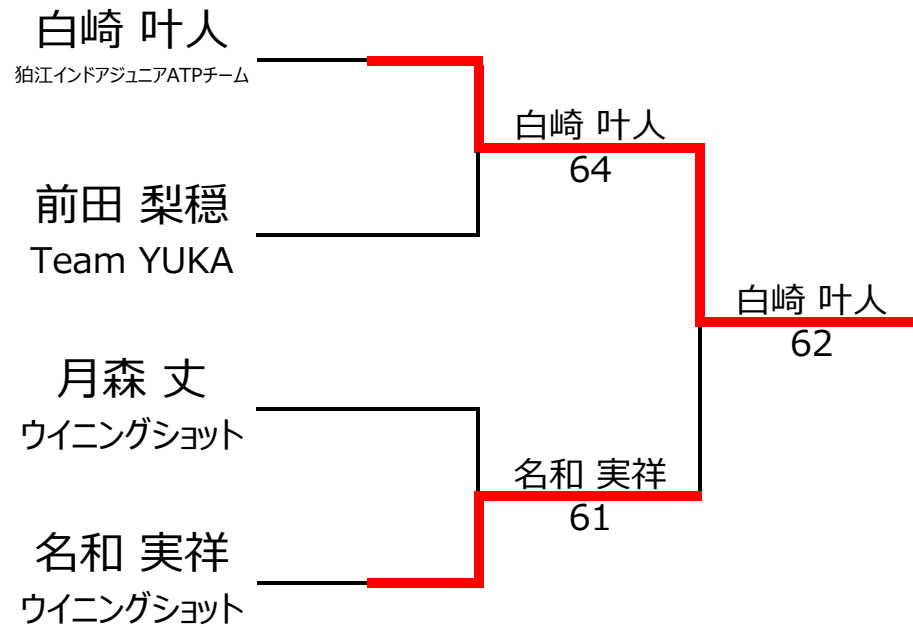 白崎 叶人
狛江インドアジュニアATPチーム
前田 梨穏
Team YUKA
月森 丈
ウイニングショット
名和 実祥
ウイニングショット
白崎 叶人
64
名和 実祥
61
白崎 叶人
62